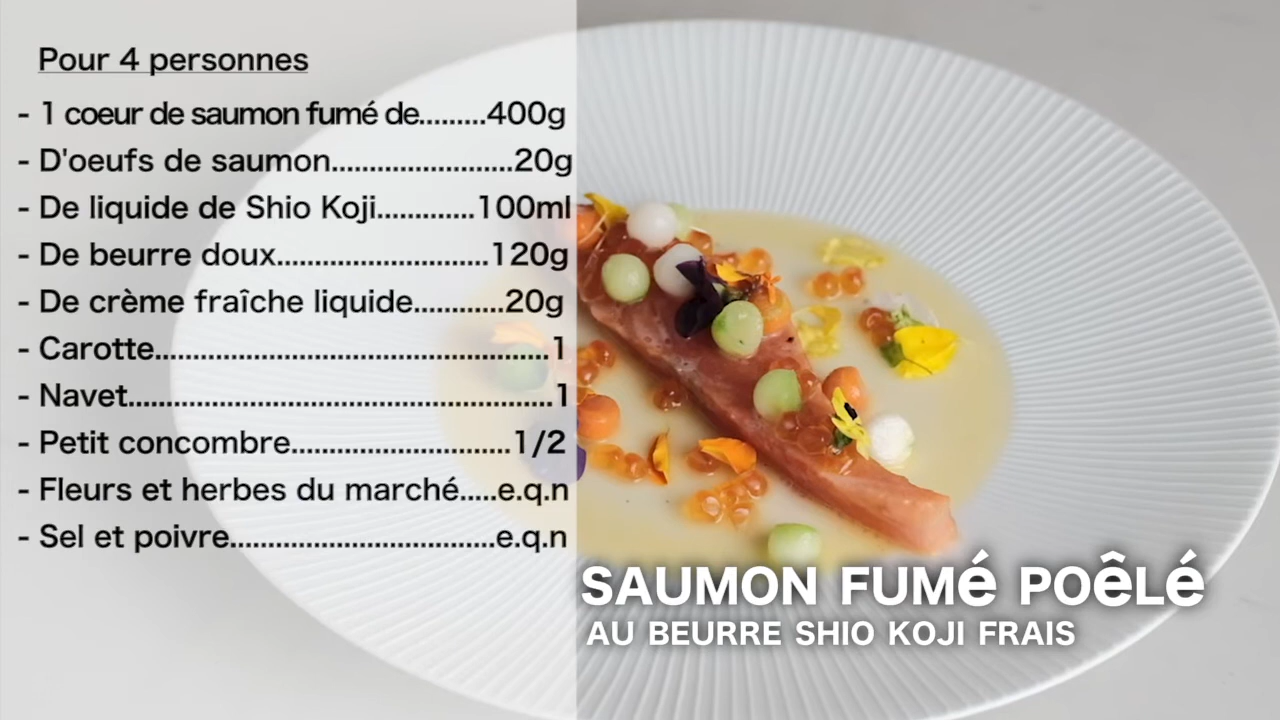 Pour 4 personnes
- 1 coeur de saumon fumé de.........400g
- D'oeufs de saumon........................20g
- De liquide de Shio Koji.............100ml
- De beurre doux............................120g
- De crème fraîche liquide............20g
- Carotte....................................................1
- Navet........................................................1
- Petit concombre.............................1/2
- Fleurs et herbes du marché.....e.q.n
- Sel et poivre...................................e.q.n
SAUMON FUMé POêLé
AU BEURRE SHIO KOJI FRAIS